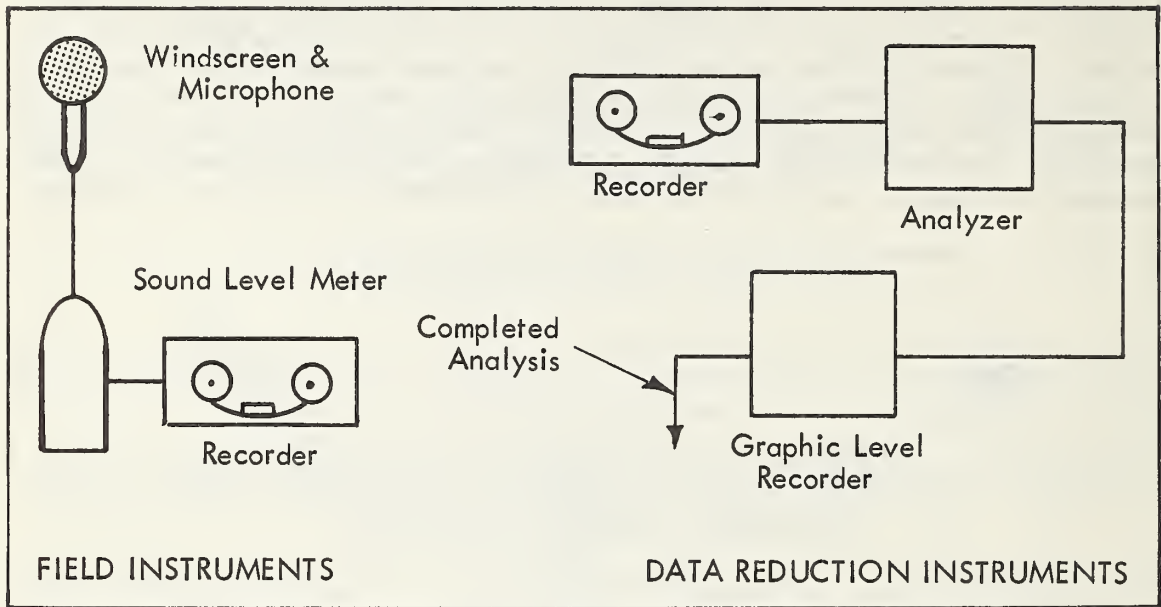 Windscreen &
Microphone
Sound Level Meter
Recorder
FIELD INSTRUMENTS
Recorder
Analyzer
Completed
Analysis
Graphic Level
Recorder
DATA REDUCTION INSTRUMENTS